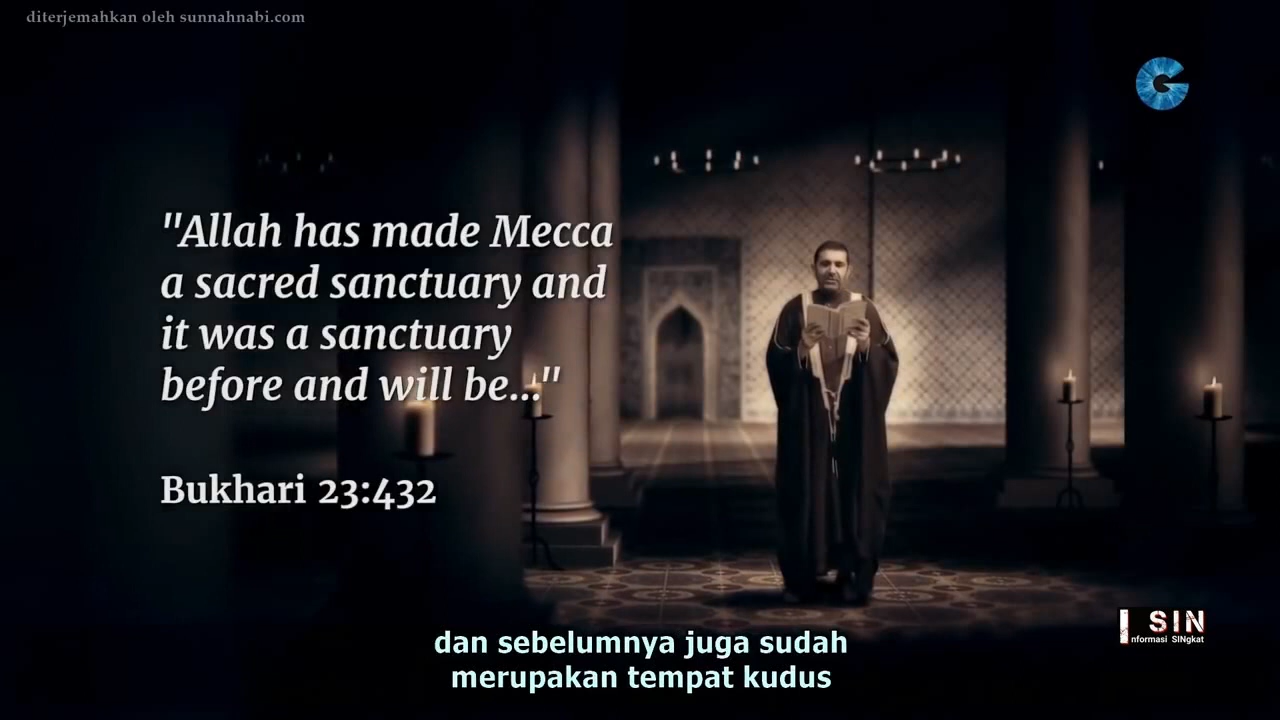 diterjemahkan oleh sunnahnabi.com
"Allah has made Mecca
a sacred sanctuary and
it was a sanctuary
before and will be..."
Bukhari 23:432
I SIN
nformasi SINgkat
dan sebelumnya juga sudah
merupakan tempat kudus